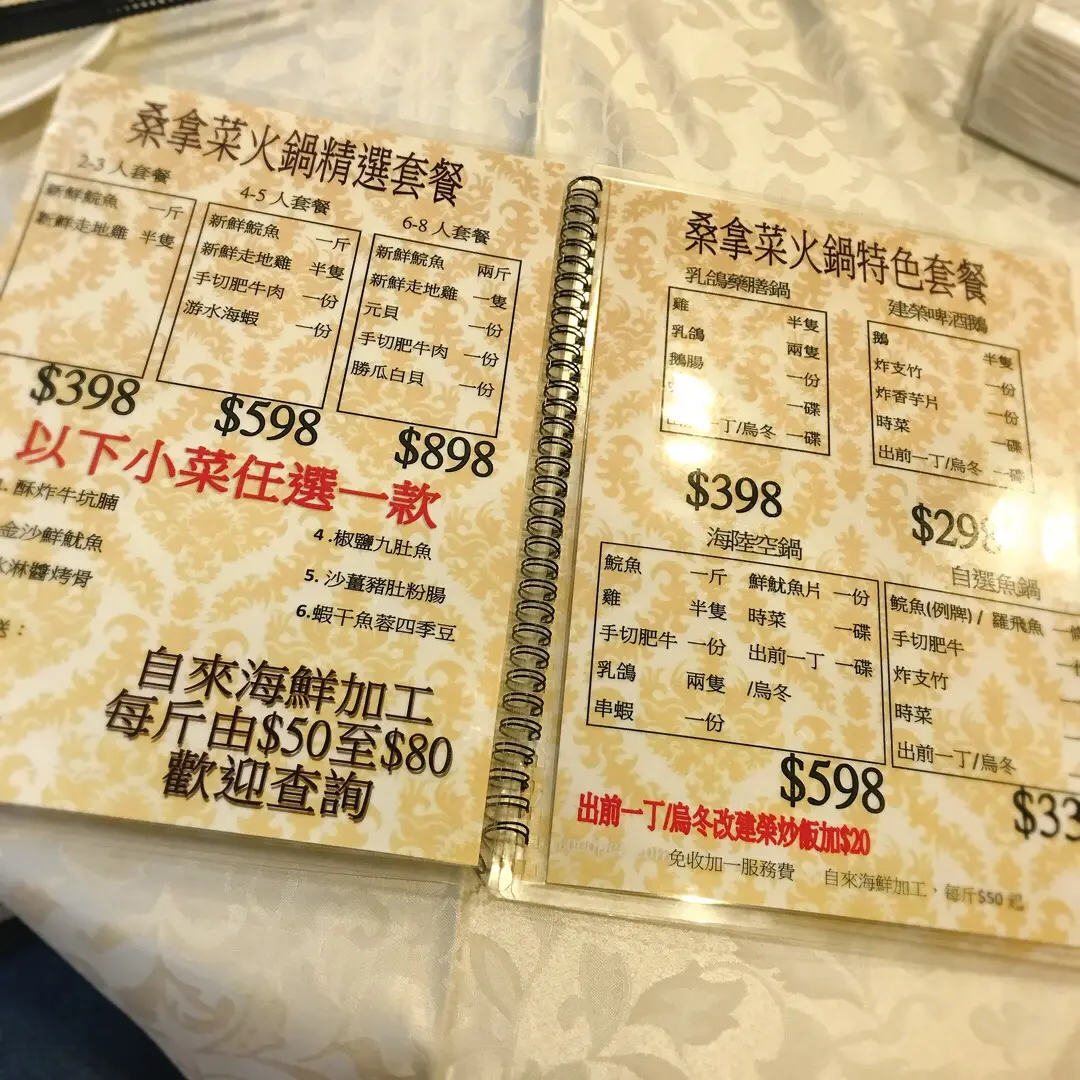 桑拿菜火鍋精選套餐
2-3 人套餐
新鮮鯇魚 一斤
新鮮走地雞 半隻
$398
4-5 人套餐
新鮮鯇魚 一斤
新鮮走地雞 半隻
手切肥牛肉 一份
游水海蝦 一份
$598
6-8 人套餐
新鮮鯇魚 兩斤
新鮮走地雞 一隻
元貝 一份
手切肥牛肉 一份
勝瓜白貝 一份
$898
以下小菜任選一款
酥炸牛坑腩
金沙鮮魷魚
淋醬烤骨
4.椒鹽九肚魚
5. 沙薑豬肚粉腸
6.蝦干魚蓉四季豆
送：
自來海鮮加工
每斤由$50至$80
歡迎查詢
桑拿菜火鍋特色套餐
乳鴿藥膳鍋
雞 半隻
乳鴿 兩隻
鵝腸 一份
一碟
一丁/烏冬 一碟
$398
建榮啤酒鵝
鵝 半隻
炸支竹 一份
炸香芋片 一份
時菜 一碟
出前一丁/烏冬 一碟
$298
海陸空鍋
鯇魚 一斤 鮮魷魚片 一份
雞 半隻 時菜 一碟
手切肥牛 一份 出前一丁 一碟
乳鴿 兩隻 /烏冬
串蝦 一份
$598
自選魚鍋
鯇魚(例牌) / 羅飛魚
手切肥牛
炸支竹
時菜
出前一丁/烏冬
$33
出前一丁/烏冬改建榮炒飯加$20
免收加一服務費 自來海鮮加工，每斤$50 起